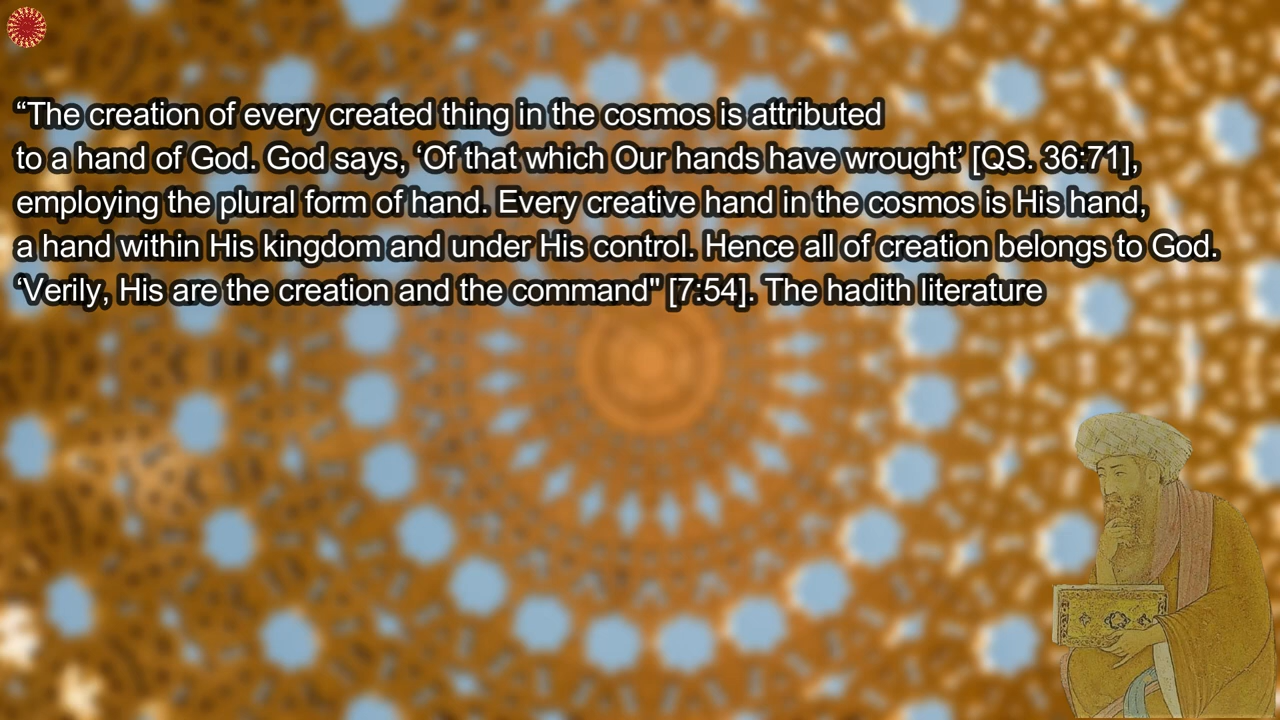 “The creation of every created thing in the cosmos is attributed
to a hand of God. God says, ‘Of that which Our hands have wrought’ [QS. 36:71],
employing the plural form of hand. Every creative hand in the cosmos is His hand,
a hand within His kingdom and under His control. Hence all of creation belongs to God.
‘Verily, His are the creation and the command" [7:54]. The hadith literature